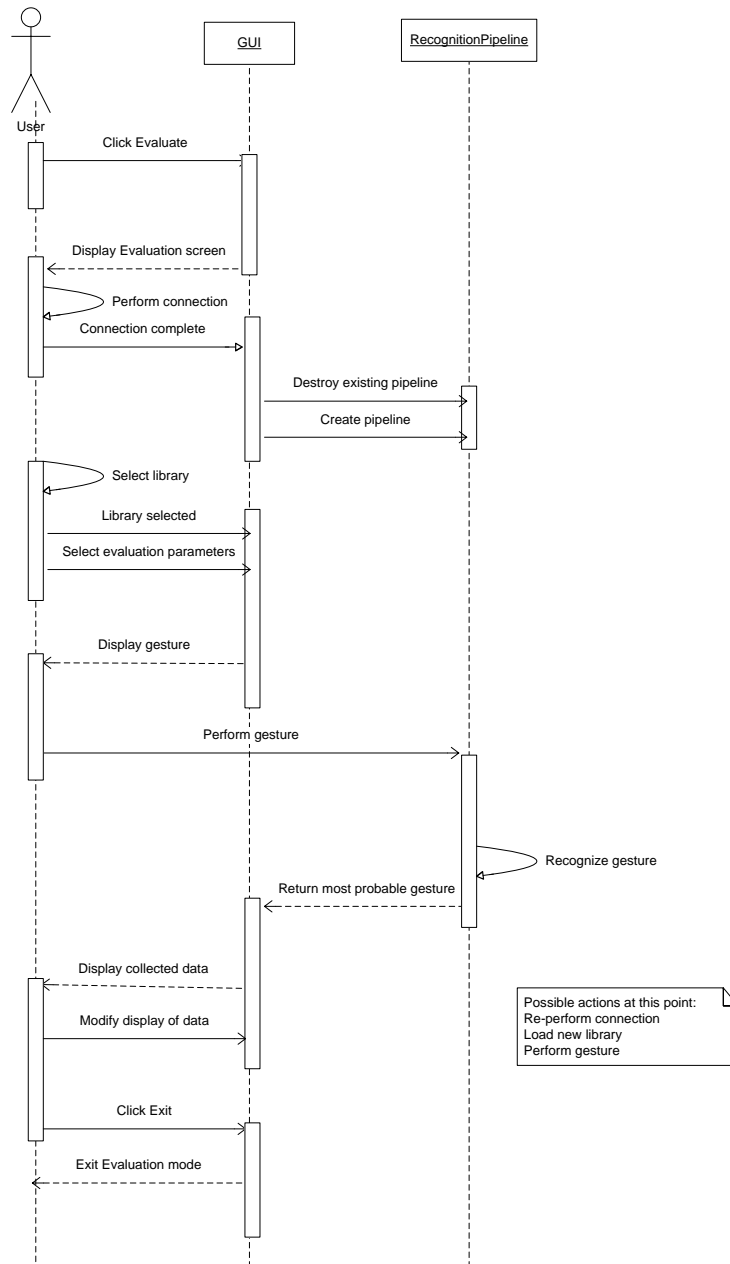 GUI
RecognitionPipeline
User
Click Evaluate
Display Evaluation screen
Perform connection
Connection complete
Destroy existing pipeline
Create pipeline
Select library
Library selected
Select evaluation parameters
Display gesture
Perform gesture
Recognize gesture
Return most probable gesture
Display collected data
Possible actions at this point:
Re-perform connection
Load new library
Perform gesture
Modify display of data
Click Exit
Exit Evaluation mode